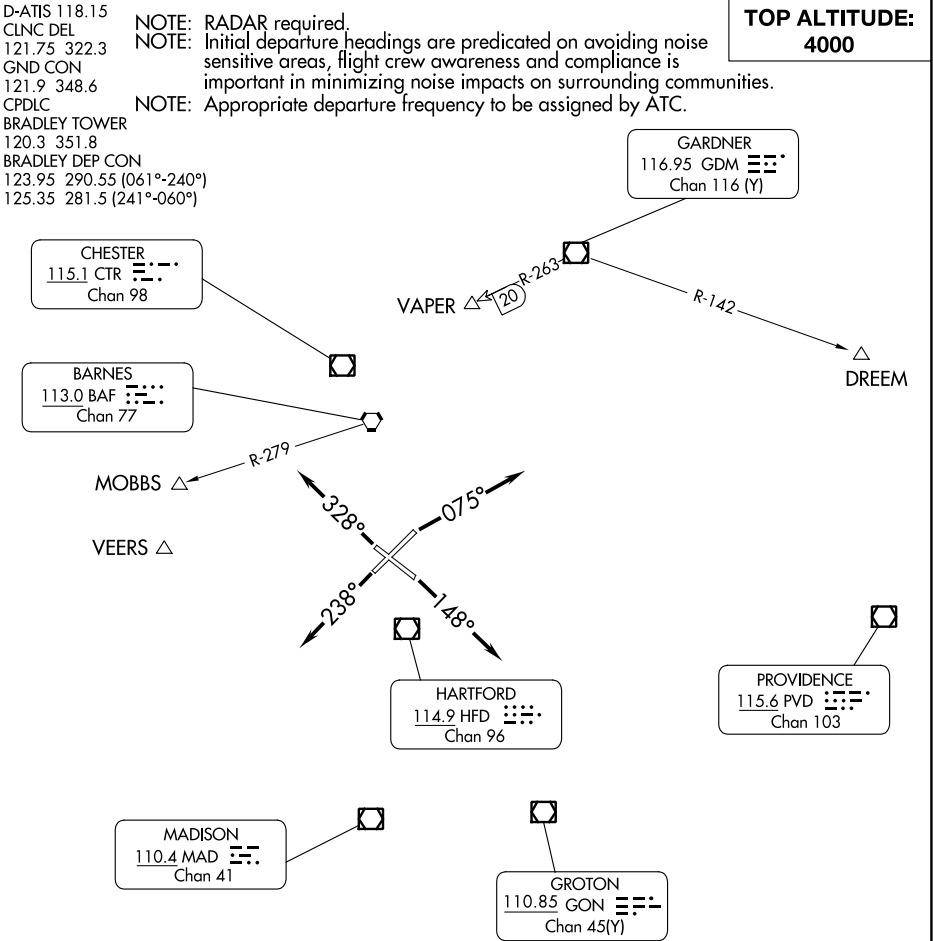 D-ATIS 118.15
CLNC DEL
121.75 322.3
GND CON
121.9 348.6
CPDLC
BRADLEY TOWER
120.3 351.8
BRADLEY DEP CON
123.95 290.55 (061°-240°)
125.35 281.5 (241°-060°)
NOTE: RADAR required.
NOTE: Initial departure headings are predicated on avoiding noise
sensitive areas, flight crew awareness and compliance is
important in minimizing noise impacts on surrounding communities.
NOTE: Appropriate departure frequency to be assigned by ATC.
TOP ALTITUDE:
4000
GARDNER
116.95 GDM
Chan 116 (Y)
CHESTER
115.1 CTR
Chan 98
VAPER
20
R-263
R-142
DREEM
BARNES
113.0 BAF
Chan 77
R-279
MOBBS
VEERS
328°
075°
238°
148°
HARTFORD
114.9 HFD
Chan 96
PROVIDENCE
115.6 PVD
Chan 103
MADISON
110.4 MAD
Chan 41
GROTON
110.85 GON
Chan 45(Y)